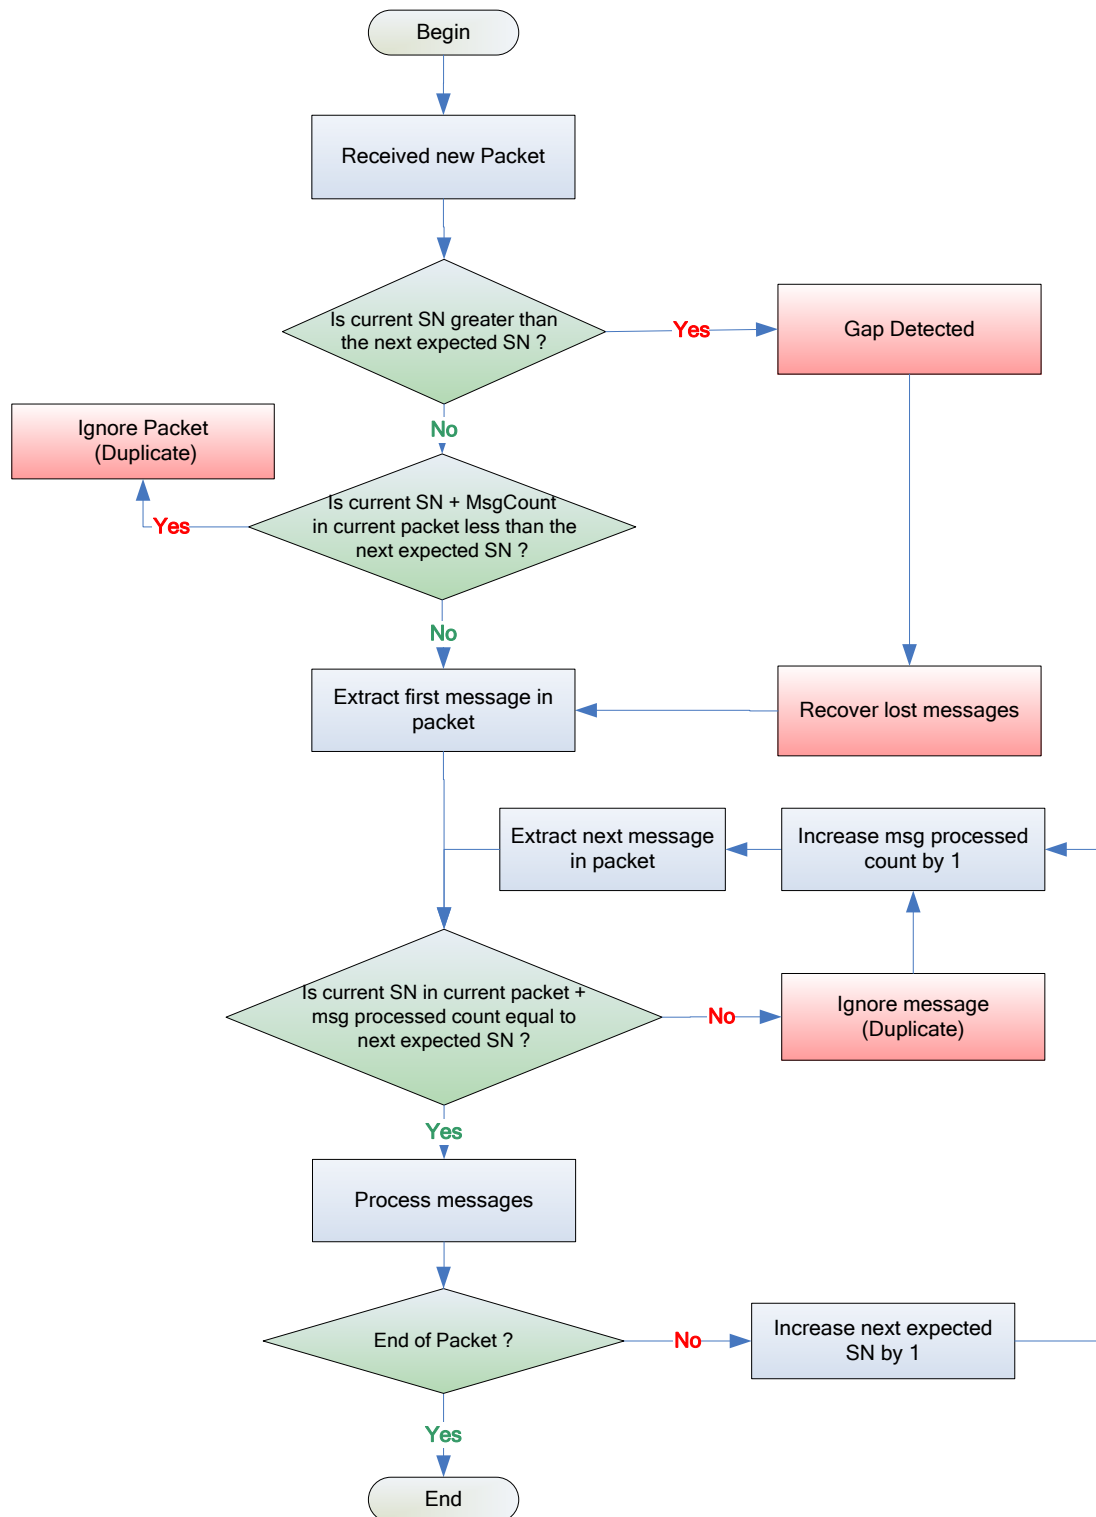 Begin
Received new Packet
Is current SN greater than
the next expected SN ?
Yes
Gap Detected
No
Ignore Packet
(Duplicate)
Is current SN + MsgCount
in current packet less than the
next expected SN ?
Yes
No
Extract first message in
packet
Recover lost messages
Extract next message
in packet
Increase msg processed
count by 1
Is current SN in current packet +
msg processed count equal to
next expected SN ?
No
Ignore message
(Duplicate)
Yes
Process messages
End of Packet ?
No
Increase next expected
SN by 1
Yes
End